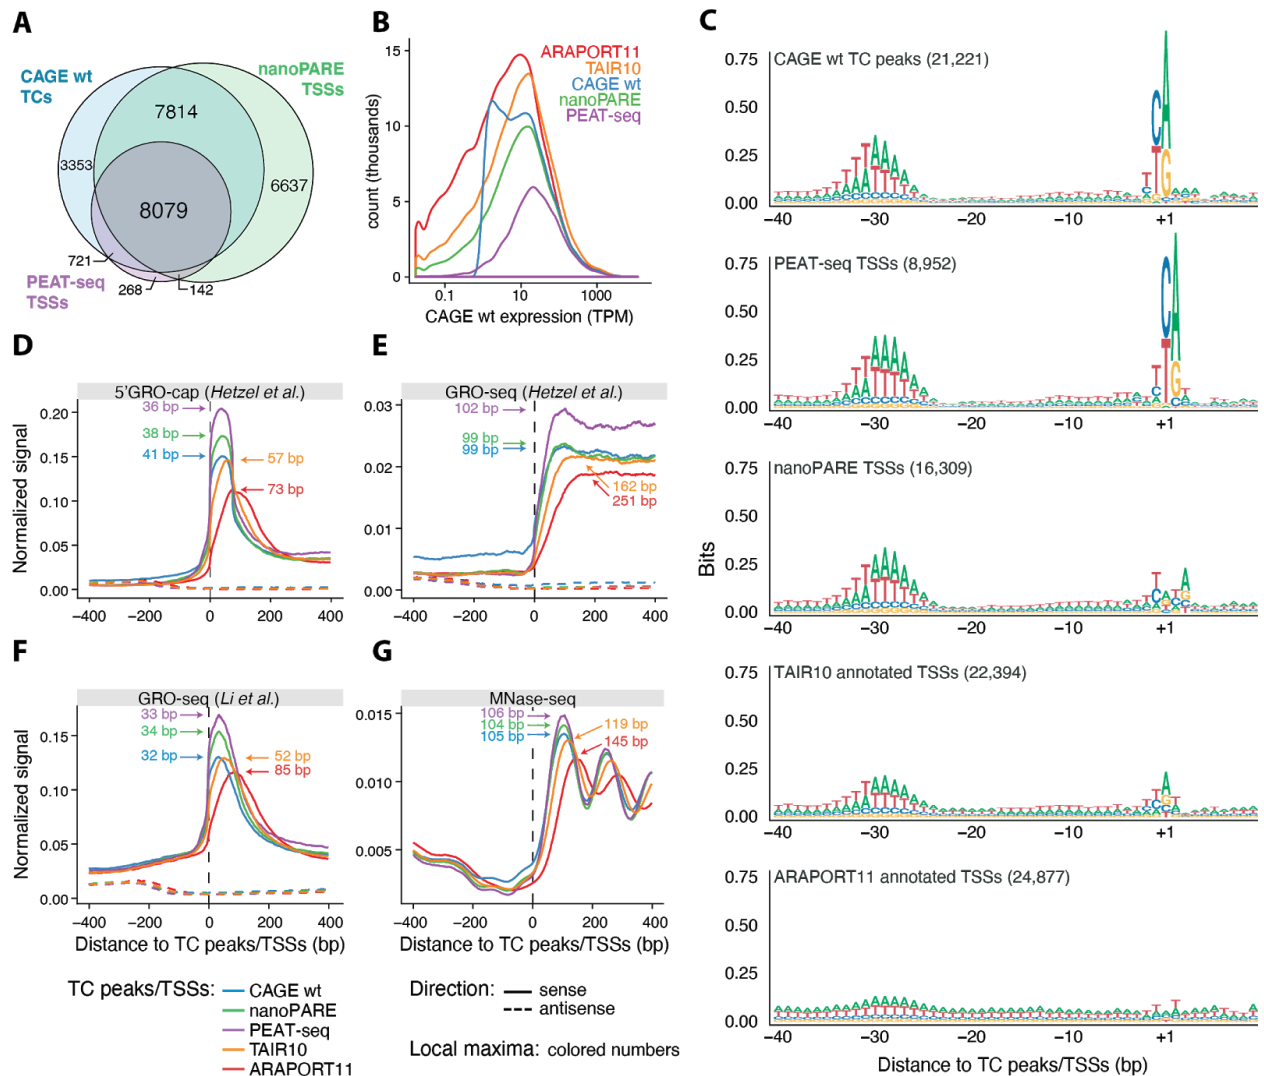 A
CAGE wt
TCs
nanoPARE
TSSs
7814
3353
6637
8079
721
PEAT-seq
TSSs
268
142
B
15
10
5
0
count (thousands)
ARAPORT11
TAIR10
CAGE wt
nanoPARE
PEAT-seq
0.1
10
1000
CAGE wt expression (TPM)
C
Bits
CAGE wt TC peaks (21,221)
0.75
0.50
0.25
0.00
−40
−30
−20
−10
+1
PEAT-seq TSSs (8,952)
0.75
0.50
0.25
0.00
−40
−30
−20
−10
+1
nanoPARE TSSs (16,309)
0.75
0.50
0.25
0.00
−40
−30
−20
−10
+1
TAIR10 annotated TSSs (22,394)
0.75
0.50
0.25
0.00
−40
−30
−20
−10
+1
ARAPORT11 annotated TSSs (24,877)
0.75
0.50
0.25
0.00
−40
−30
−20
−10
+1
Distance to TC peaks/TSSs (bp)
D
5'GRO-cap (Hetzel et al.)
Normalized signal
0.20
0.15
0.10
0.05
0.00
36 bp
38 bp
41 bp
57 bp
73 bp
−400
−200
0
200
400
E
GRO-seq (Hetzel et al.)
0.03
0.02
0.01
0.00
102 bp
99 bp
99 bp
162 bp
251 bp
−400
−200
0
200
400
F
GRO-seq (Li et al.)
Normalized signal
0.15
0.10
0.05
0.00
33 bp
34 bp
32 bp
52 bp
85 bp
−400
−200
0
200
400
Distance to TC peaks/TSSs (bp)
G
MNase-seq
0.015
0.010
0.005
106 bp
104 bp
105 bp
119 bp
145 bp
−400
−200
0
200
400
Distance to TC peaks/TSSs (bp)
TC peaks/TSSs:
CAGE wt
nanoPARE
PEAT-seq
TAIR10
ARAPORT11
Direction:
sense
antisense
Local maxima: colored numbers